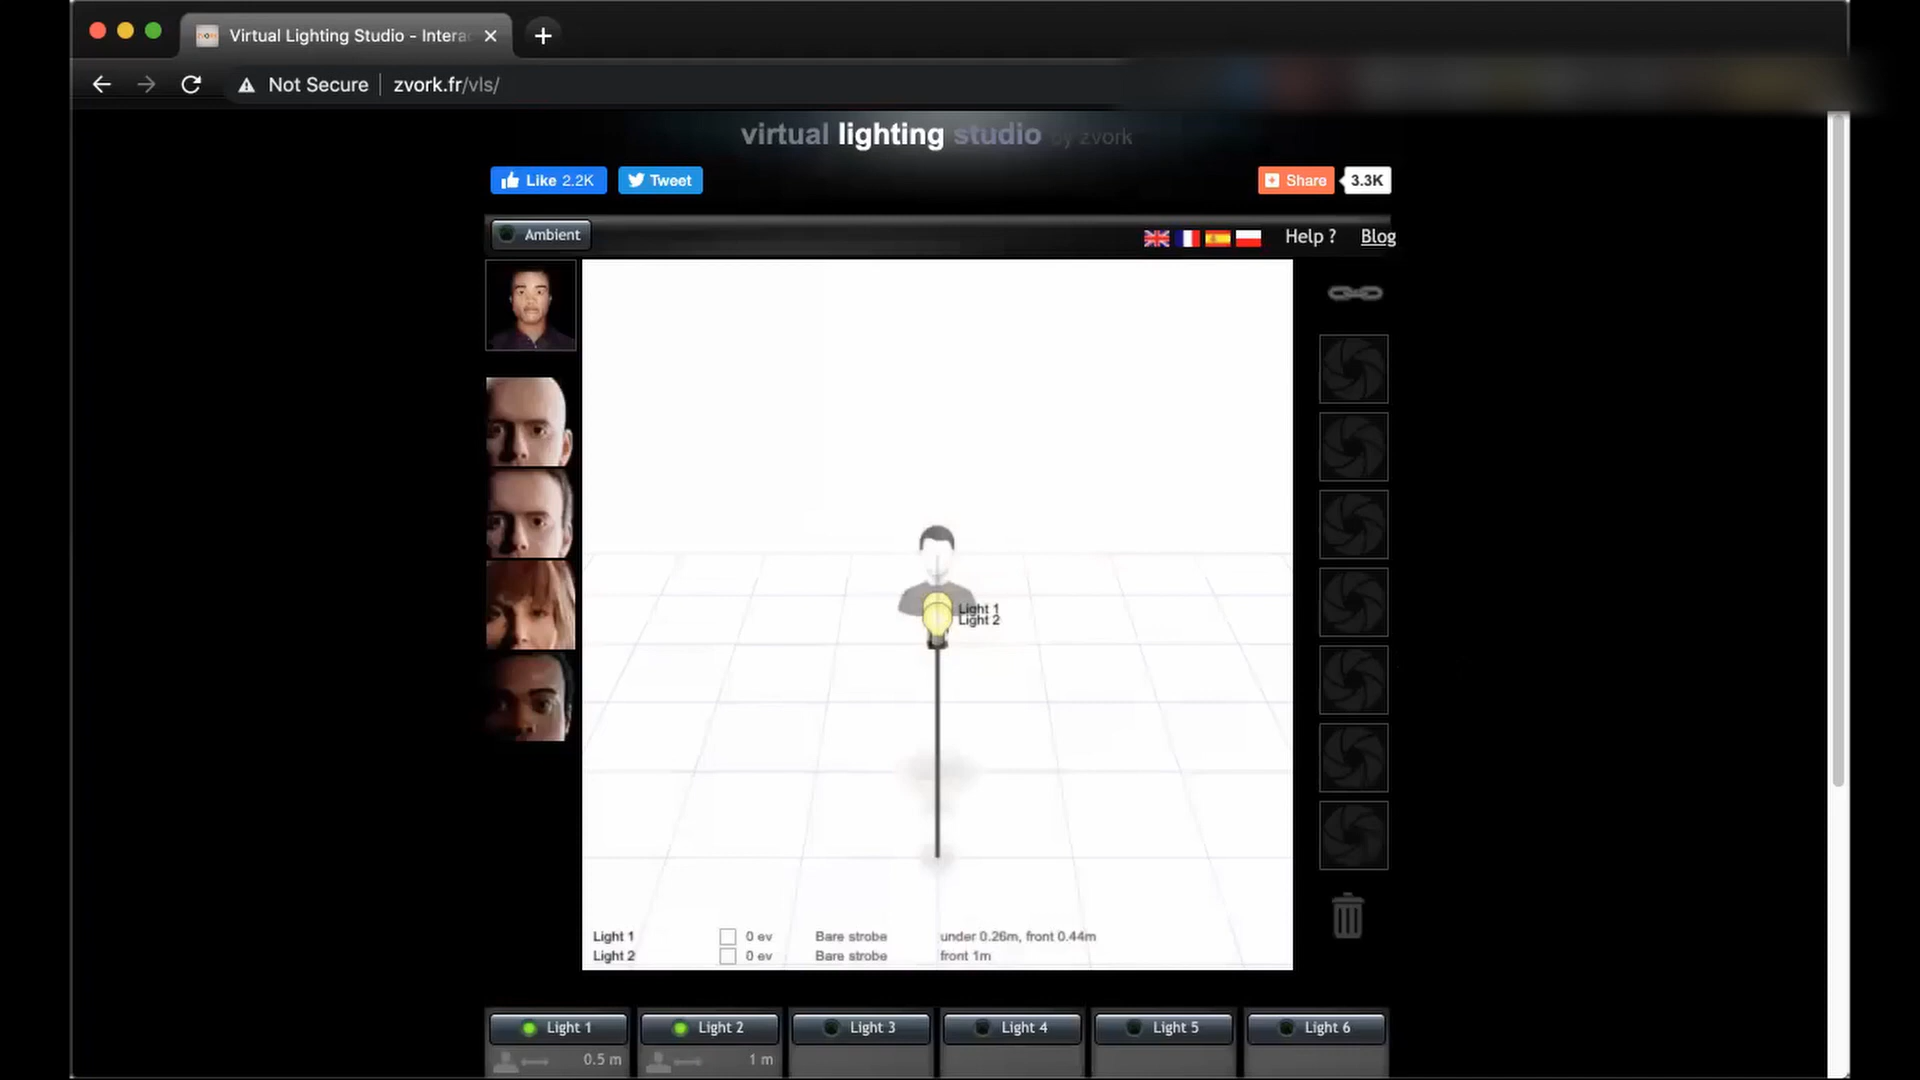 Virtual Lighting Studio - Intera
Not Secure zvork.fr/vls/
virtual lighting studio by zvork
Like 2.2K
Tweet
Share
3.3K
Ambient
Help ?
Blog
Light 1
Light 2
Light 1 0 ev Bare strobe under 0.26m, front 0.44m
Light 2 0 ev Bare strobe front 1m
Light 1
Light 2
Light 3
Light 4
Light 5
Light 6
0.5 m
1 m